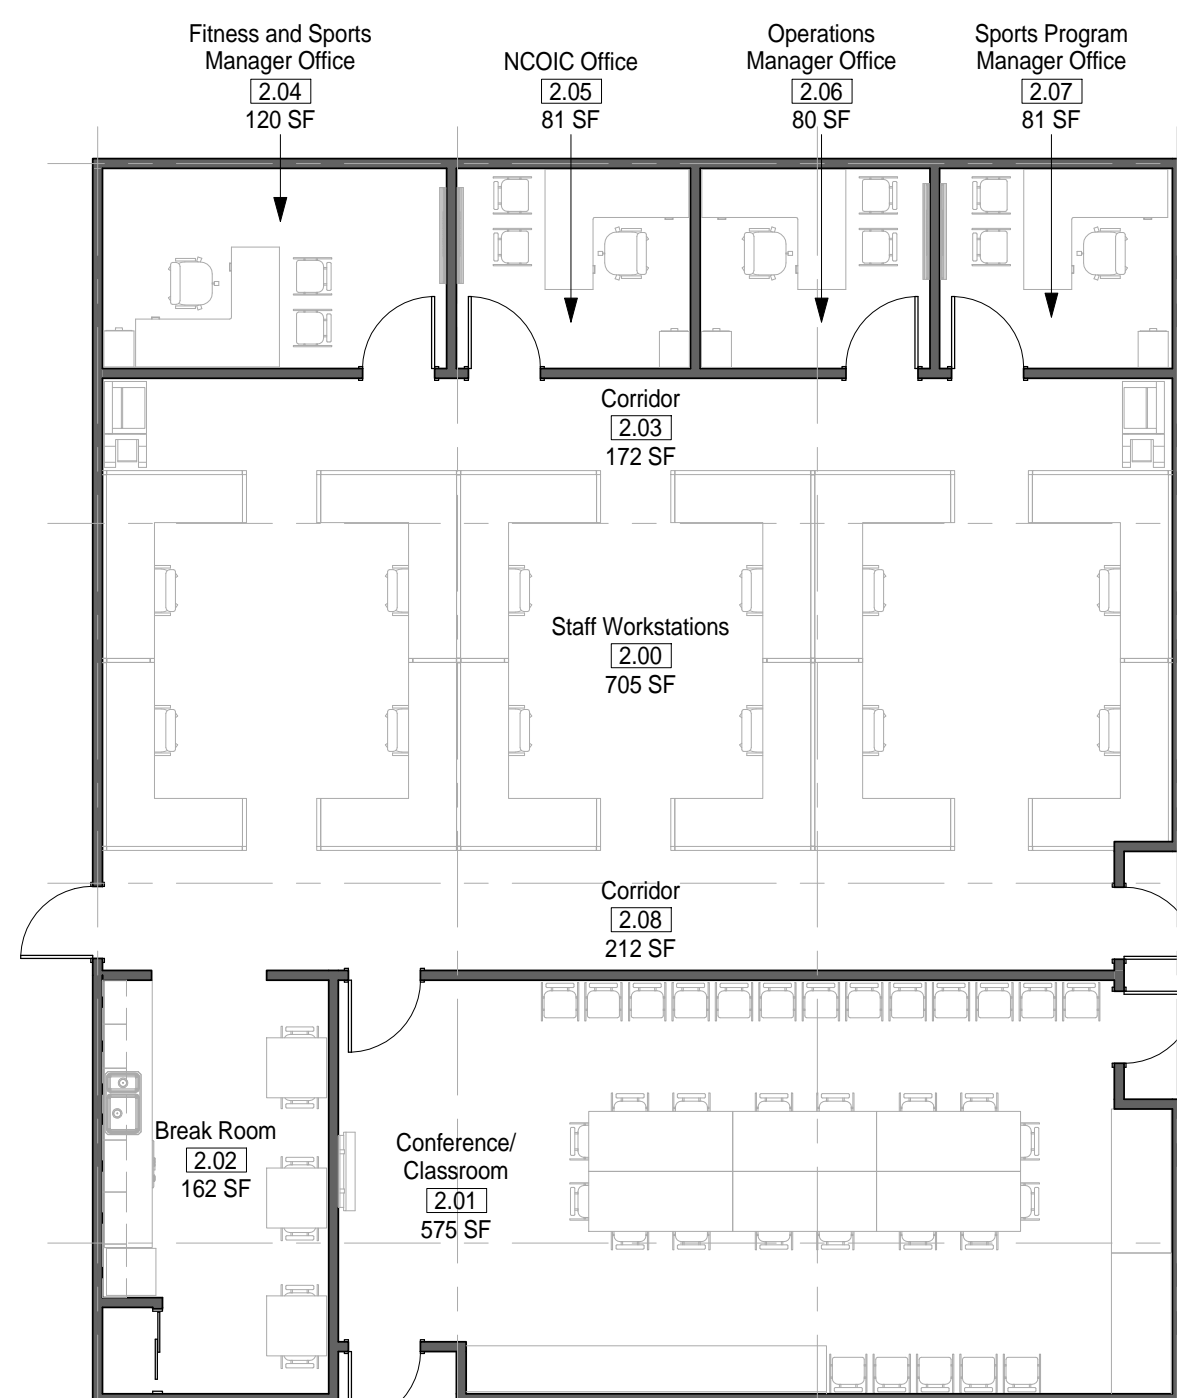 Fitness and Sports
Manager Office
2.04
120 SF
NCOIC Office
2.05
81 SF
Operations
Manager Office
2.06
80 SF
Sports Program
Manager Office
2.07
81 SF
Corridor
2.03
172 SF
Staff Workstations
2.00
705 SF
Corridor
2.08
212 SF
Break Room
2.02
162 SF
Conference/
Classroom
2.01
575 SF